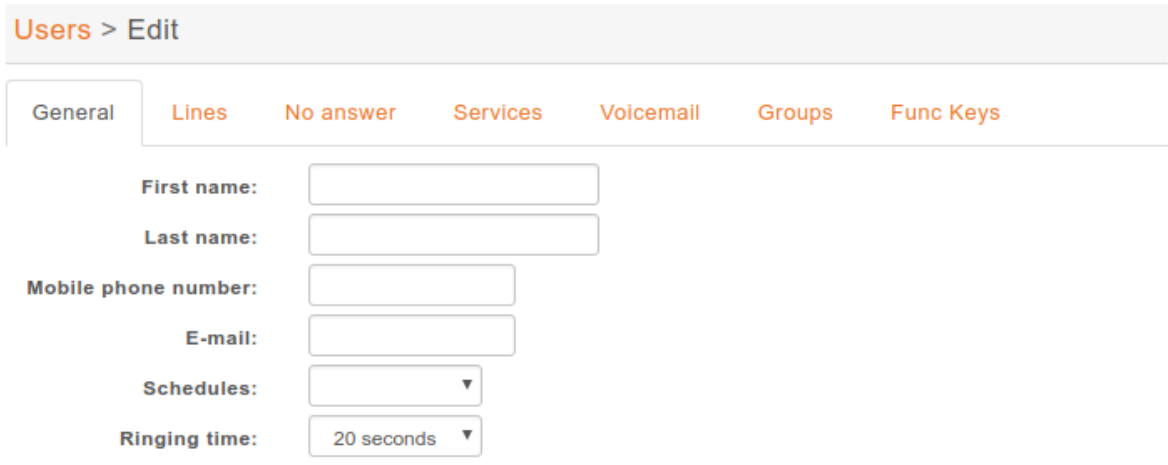 Users > Edit
General Lines No answer Services Voicemail Groups Func Keys
First name:
Last name:
Mobile phone number:
E-mail:
Schedules:
Ringing time: 20 seconds